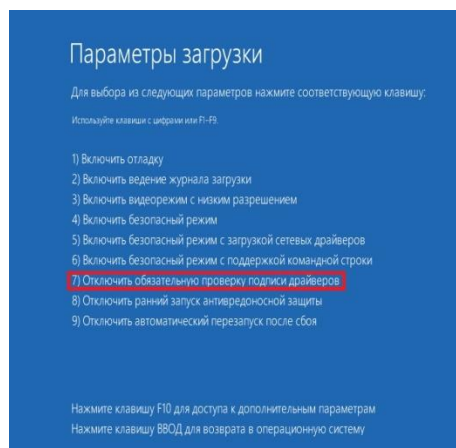 Параметры загрузки
Для выбора из следующих параметров нажмите соответствующую клавишу:
Используйте клавиши с цифрами или F1-F9.
1) Включить отладку
2) Включить ведение журнала загрузки
3) Включить видеорежим с низким разрешением
4) Включить безопасный режим
5) Включить безопасный режим с загрузкой сетевых драйверов
6) Включить безопасный режим с поддержкой командной строки
7) Отключить обязательную проверку подписи драйверов
8) Отключить ранний запуск антивредоносной защиты
9) Отключить автоматический перезапуск после сбоя
Нажмите клавишу F10 для доступа к дополнительным параметрам
Нажмите клавишу ВВОД для возврата в операционную систему